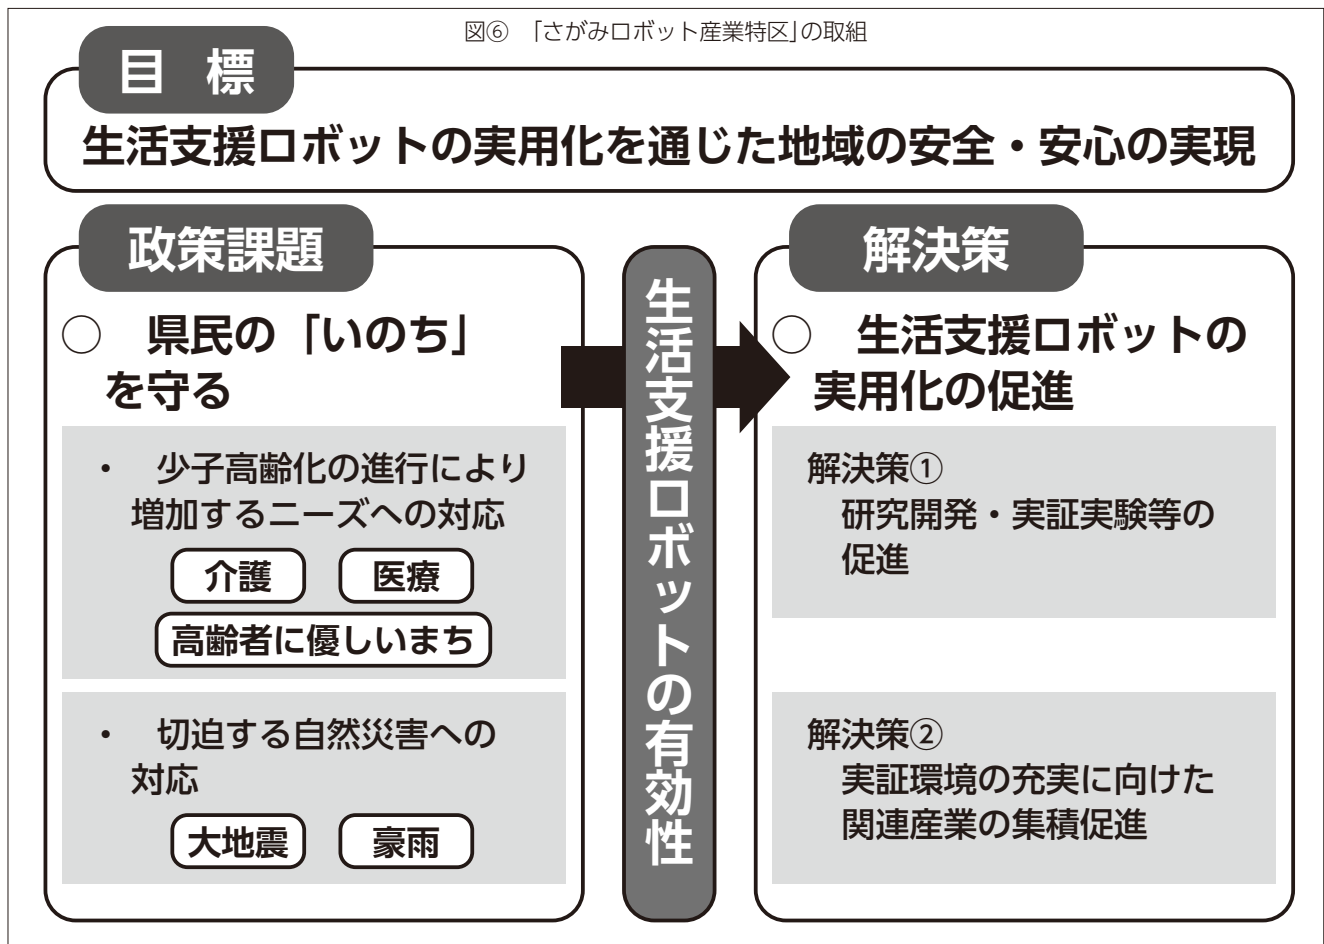 図⑥ 「さがみロボット産業特区」の取組
目 標
生活支援ロボットの実用化を通じた地域の安全・安心の実現
政策課題
○ 県民の「いのち」
を守る
・ 少子高齢化の進行により
増加するニーズへの対応
介護 医療
高齢者に優しいまち
・ 切迫する自然災害への
対応
大地震 豪雨
生活支援ロボットの有効性
解決策
○ 生活支援ロボットの
実用化の促進
解決策①
研究開発・実証実験等の
促進
解決策②
実証環境の充実に向けた
関連産業の集積促進